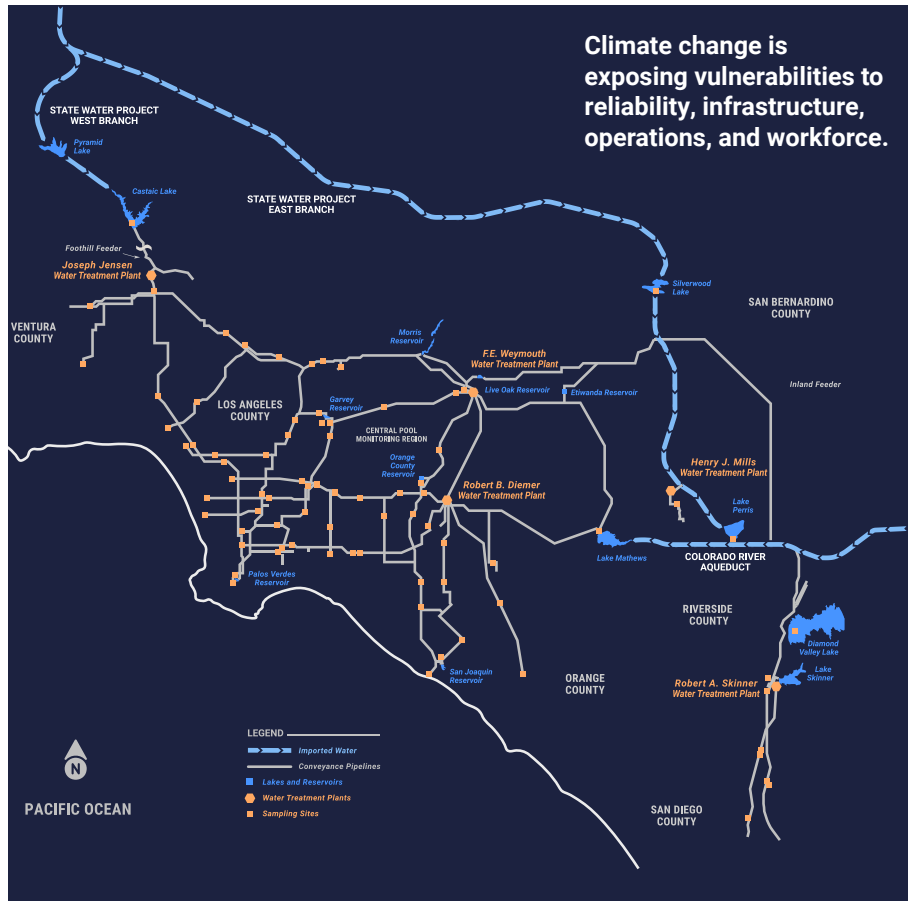 Climate change is
exposing vulnerabilities to
reliability, infrastructure,
operations, and workforce.
STATE WATER PROJECT
WEST BRANCH
Pyramid
Lake
Castaic Lake
STATE WATER PROJECT
EAST BRANCH
Foothill Feeder
Joseph Jensen
Water Treatment Plant
Silverwood
Lake
SAN BERNARDINO
COUNTY
VENTURA
COUNTY
Morris
Reservoir
F.E. Weymouth
Water Treatment Plant
Inland Feeder
Live Oak Reservoir
Etiwanda Reservoir
LOS ANGELES
COUNTY
Garvey
Reservoir
CENTRAL POOL
MONITORING REGION
Orange
County
Reservoir
Robert B. Diemer
Water Treatment Plant
Henry J. Mills
Water Treatment Plant
Lake
Perris
Lake Mathews
COLORADO RIVER
AQUEDUCT
Palos Verdes
Reservoir
RIVERSIDE
COUNTY
Diamond
Valley Lake
San Joaquin
Reservoir
ORANGE
COUNTY
Lake
Skinner
Robert A. Skinner
Water Treatment Plant
LEGEND
Imported Water
Conveyance Pipelines
Lakes and Reservoirs
Water Treatment Plants
Sampling Sites
N
PACIFIC OCEAN
SAN DIEGO
COUNTY